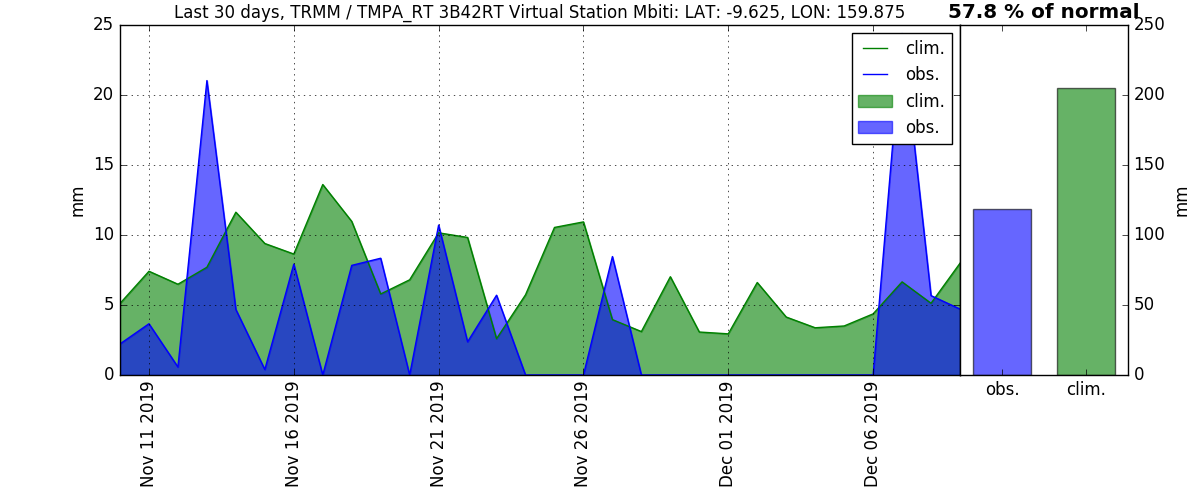 Last 30 days, TRMM / TMPA_RT 3B42RT Virtual Station Mbiti: LAT: -9.625, LON: 159.875
57.8 % of normal
25
20
15
10
5
0
mm
clim.
obs.
clim.
obs.
250
200
150
100
50
0
mm
obs.
clim.
Nov 11 2019
Nov 16 2019
Nov 21 2019
Nov 26 2019
Dec 01 2019
Dec 06 2019